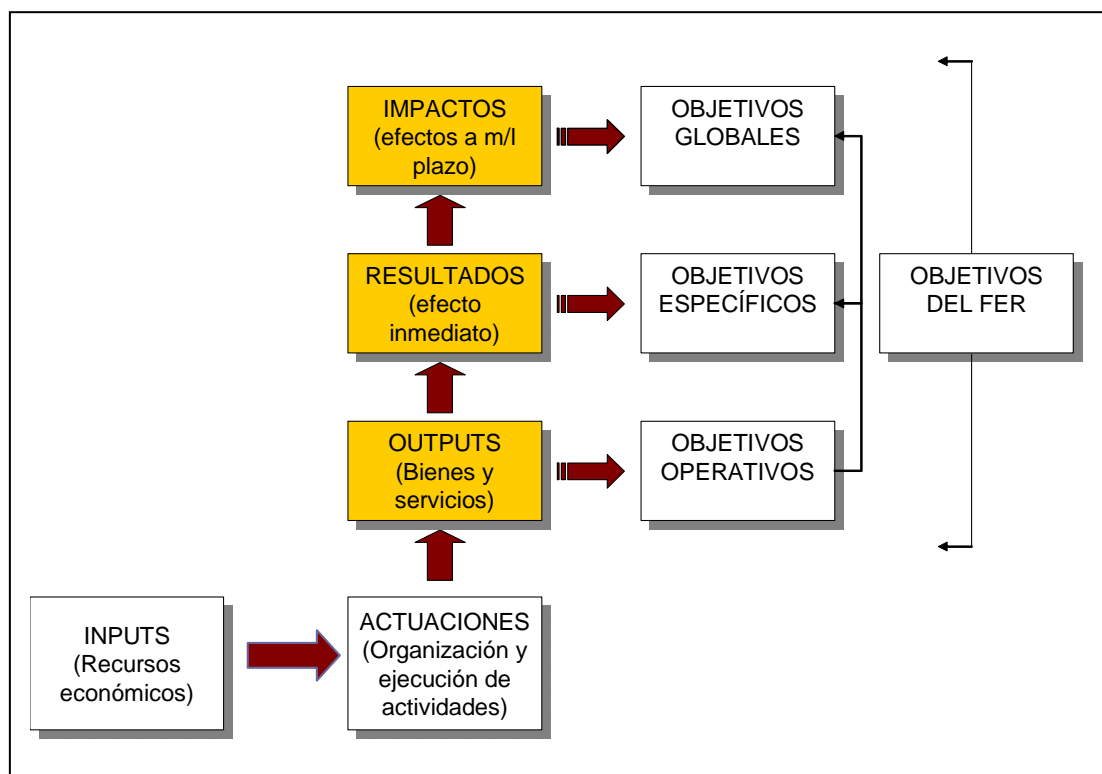 IMPACTOS
(efectos a m/l
plazo)
OBJETIVOS
GLOBALES
RESULTADOS
(efecto
inmediato)
OBJETIVOS
ESPECÍFICOS
OBJETIVOS
DEL FER
OUTPUTS
(Bienes y
servicios)
OBJETIVOS
OPERATIVOS
INPUTS
(Recursos
económicos)
ACTUACIONES
(Organización y
ejecución de
actividades)